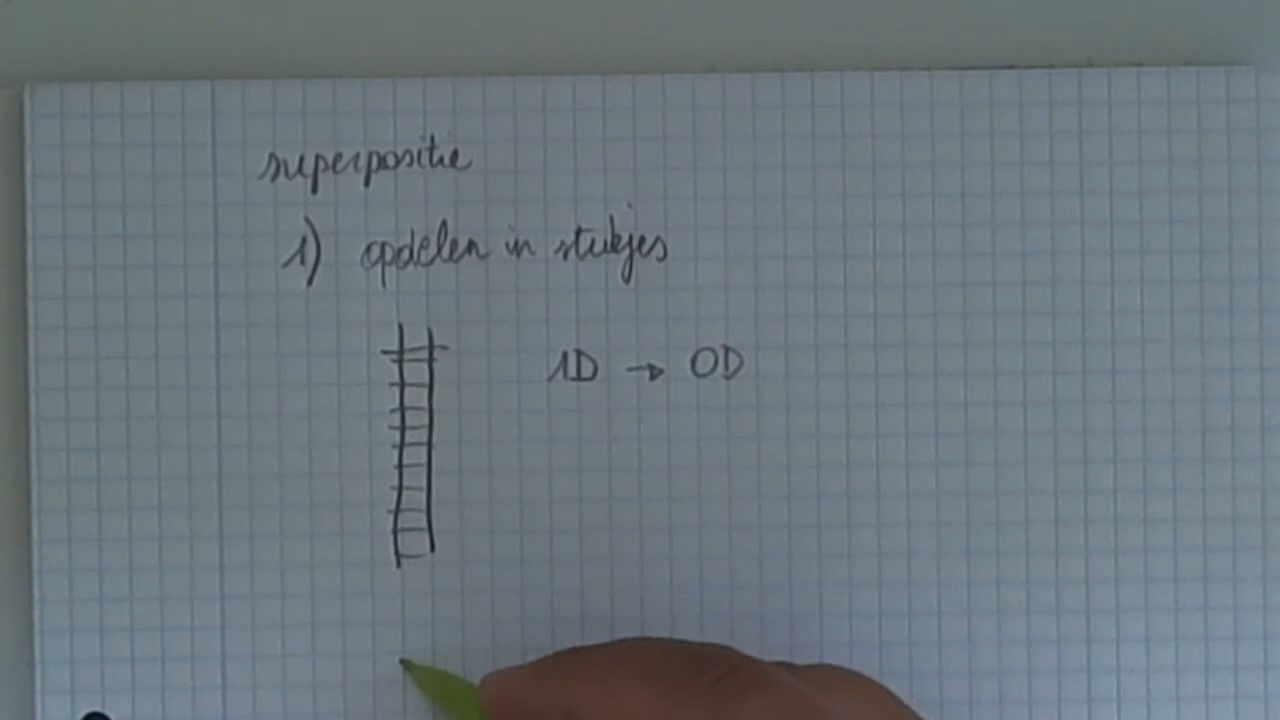 superpositie
1) opdelen in stukjes
1D → 0D